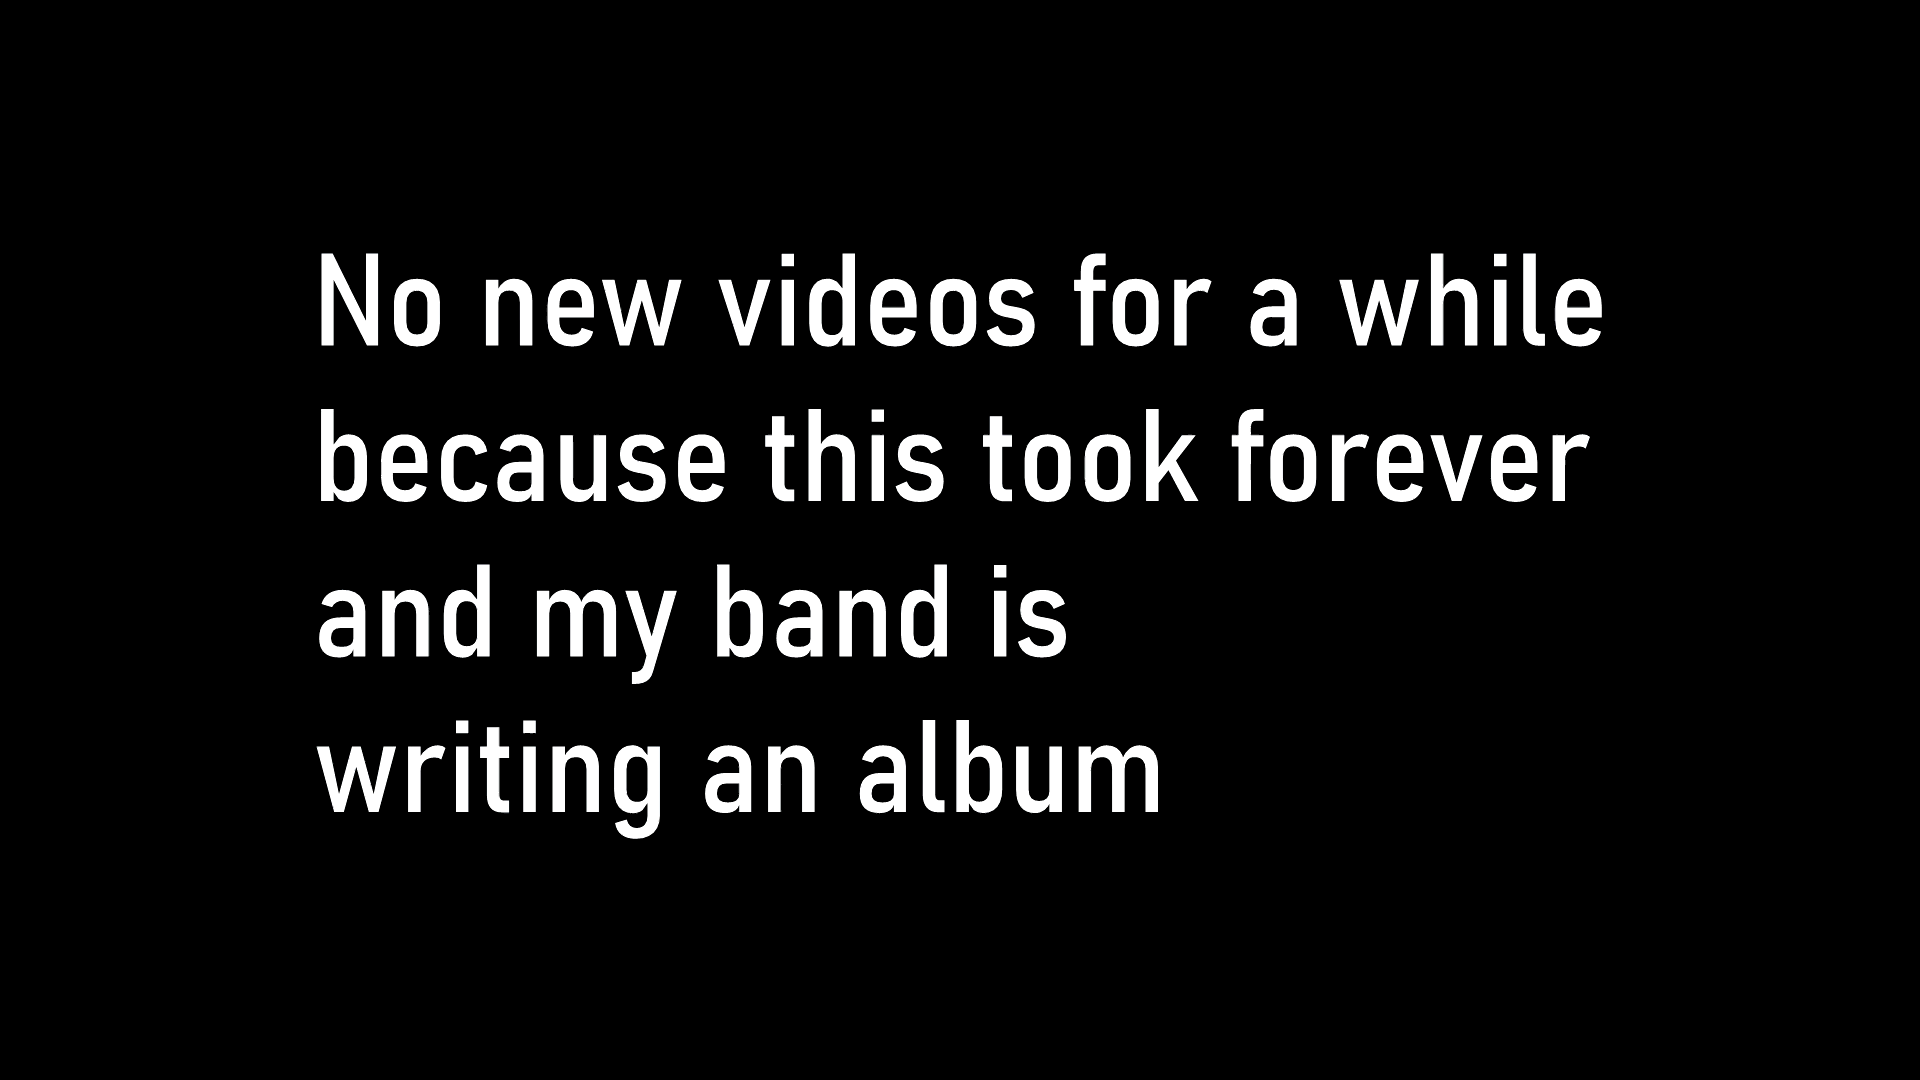 No new videos for a while
because this took forever
and my band is
writing an album